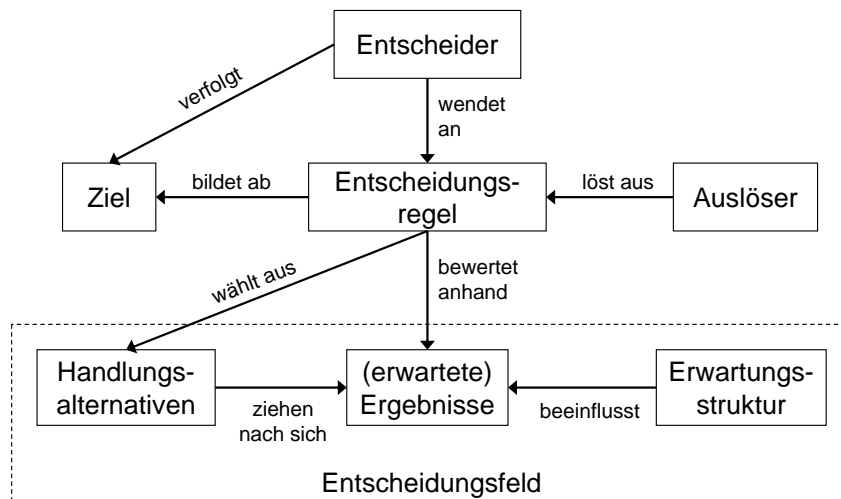 Entscheider
verfolgt
wendet
an
Ziel
bildet ab
Entscheidungs-
regel
löst aus
Auslöser
wählt aus
bewertet
anhand
Handlungs-
alternativen
ziehen
nach sich
(erwartete)
Ergebnisse
beeinflusst
Erwartungs-
struktur
Entscheidungsfeld